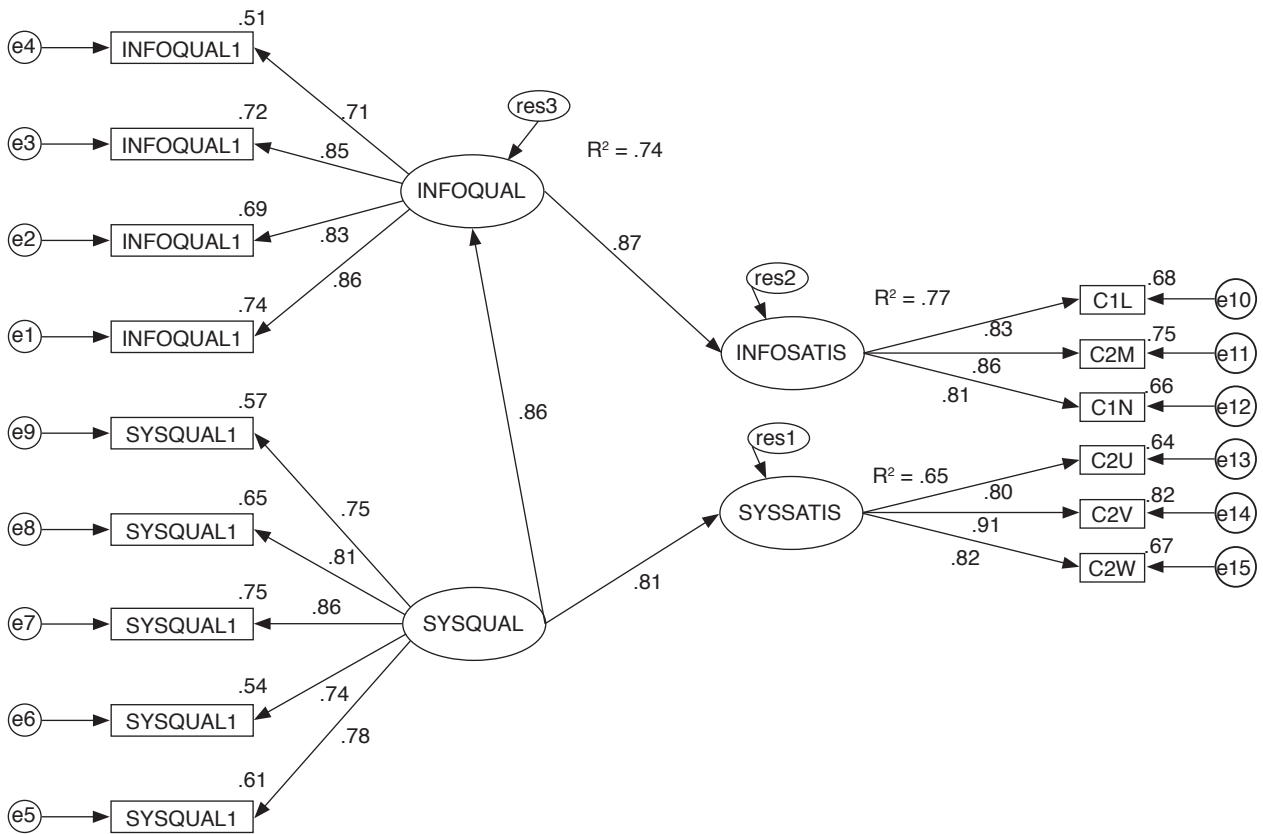 .51
e4
INFOQUAL1
.71
.72
e3
INFOQUAL1
.85
.69
e2
INFOQUAL1
.83
.74
e1
INFOQUAL1
.86
res3
R² = .74
INFOQUAL
.87
.86
.57
e9
SYSQUAL1
.75
.65
e8
SYSQUAL1
.81
.75
e7
SYSQUAL1
.86
.54
e6
SYSQUAL1
.74
.61
e5
SYSQUAL1
.78
SYSQUAL
.81
res2
R² = .77
INFOSATIS
.83
.86
.81
.68
C1L
e10
.75
C2M
e11
.66
C1N
e12
res1
R² = .65
SYSSATIS
.80
.91
.82
.64
C2U
e13
.82
C2V
e14
.67
C2W
e15